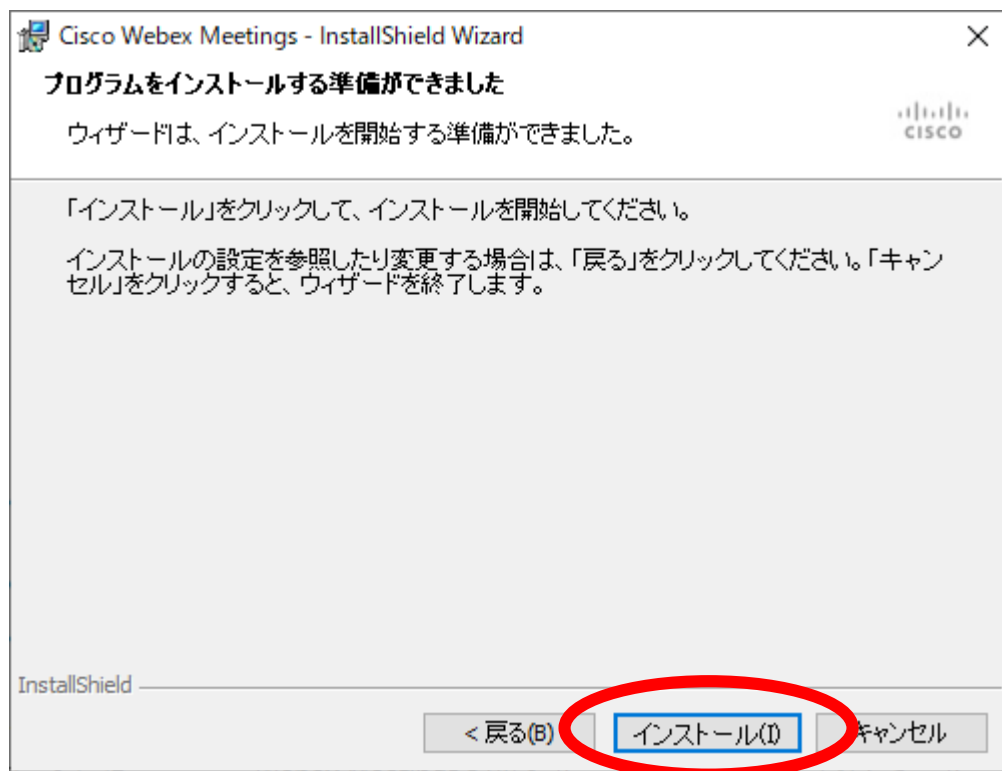 Cisco Webex Meetings - InstallShield Wizard
プログラムをインストールする準備ができました
ウィザードは、インストールを開始する準備ができました。
CISCO
「インストール」をクリックして、インストールを開始してください。
インストールの設定を参照したり変更する場合は、「戻る」をクリックしてください。「キャン
セル」をクリックすると、ウィザードを終了します。
InstallShield
< 戻る(B)
インストール(I)
キャンセル